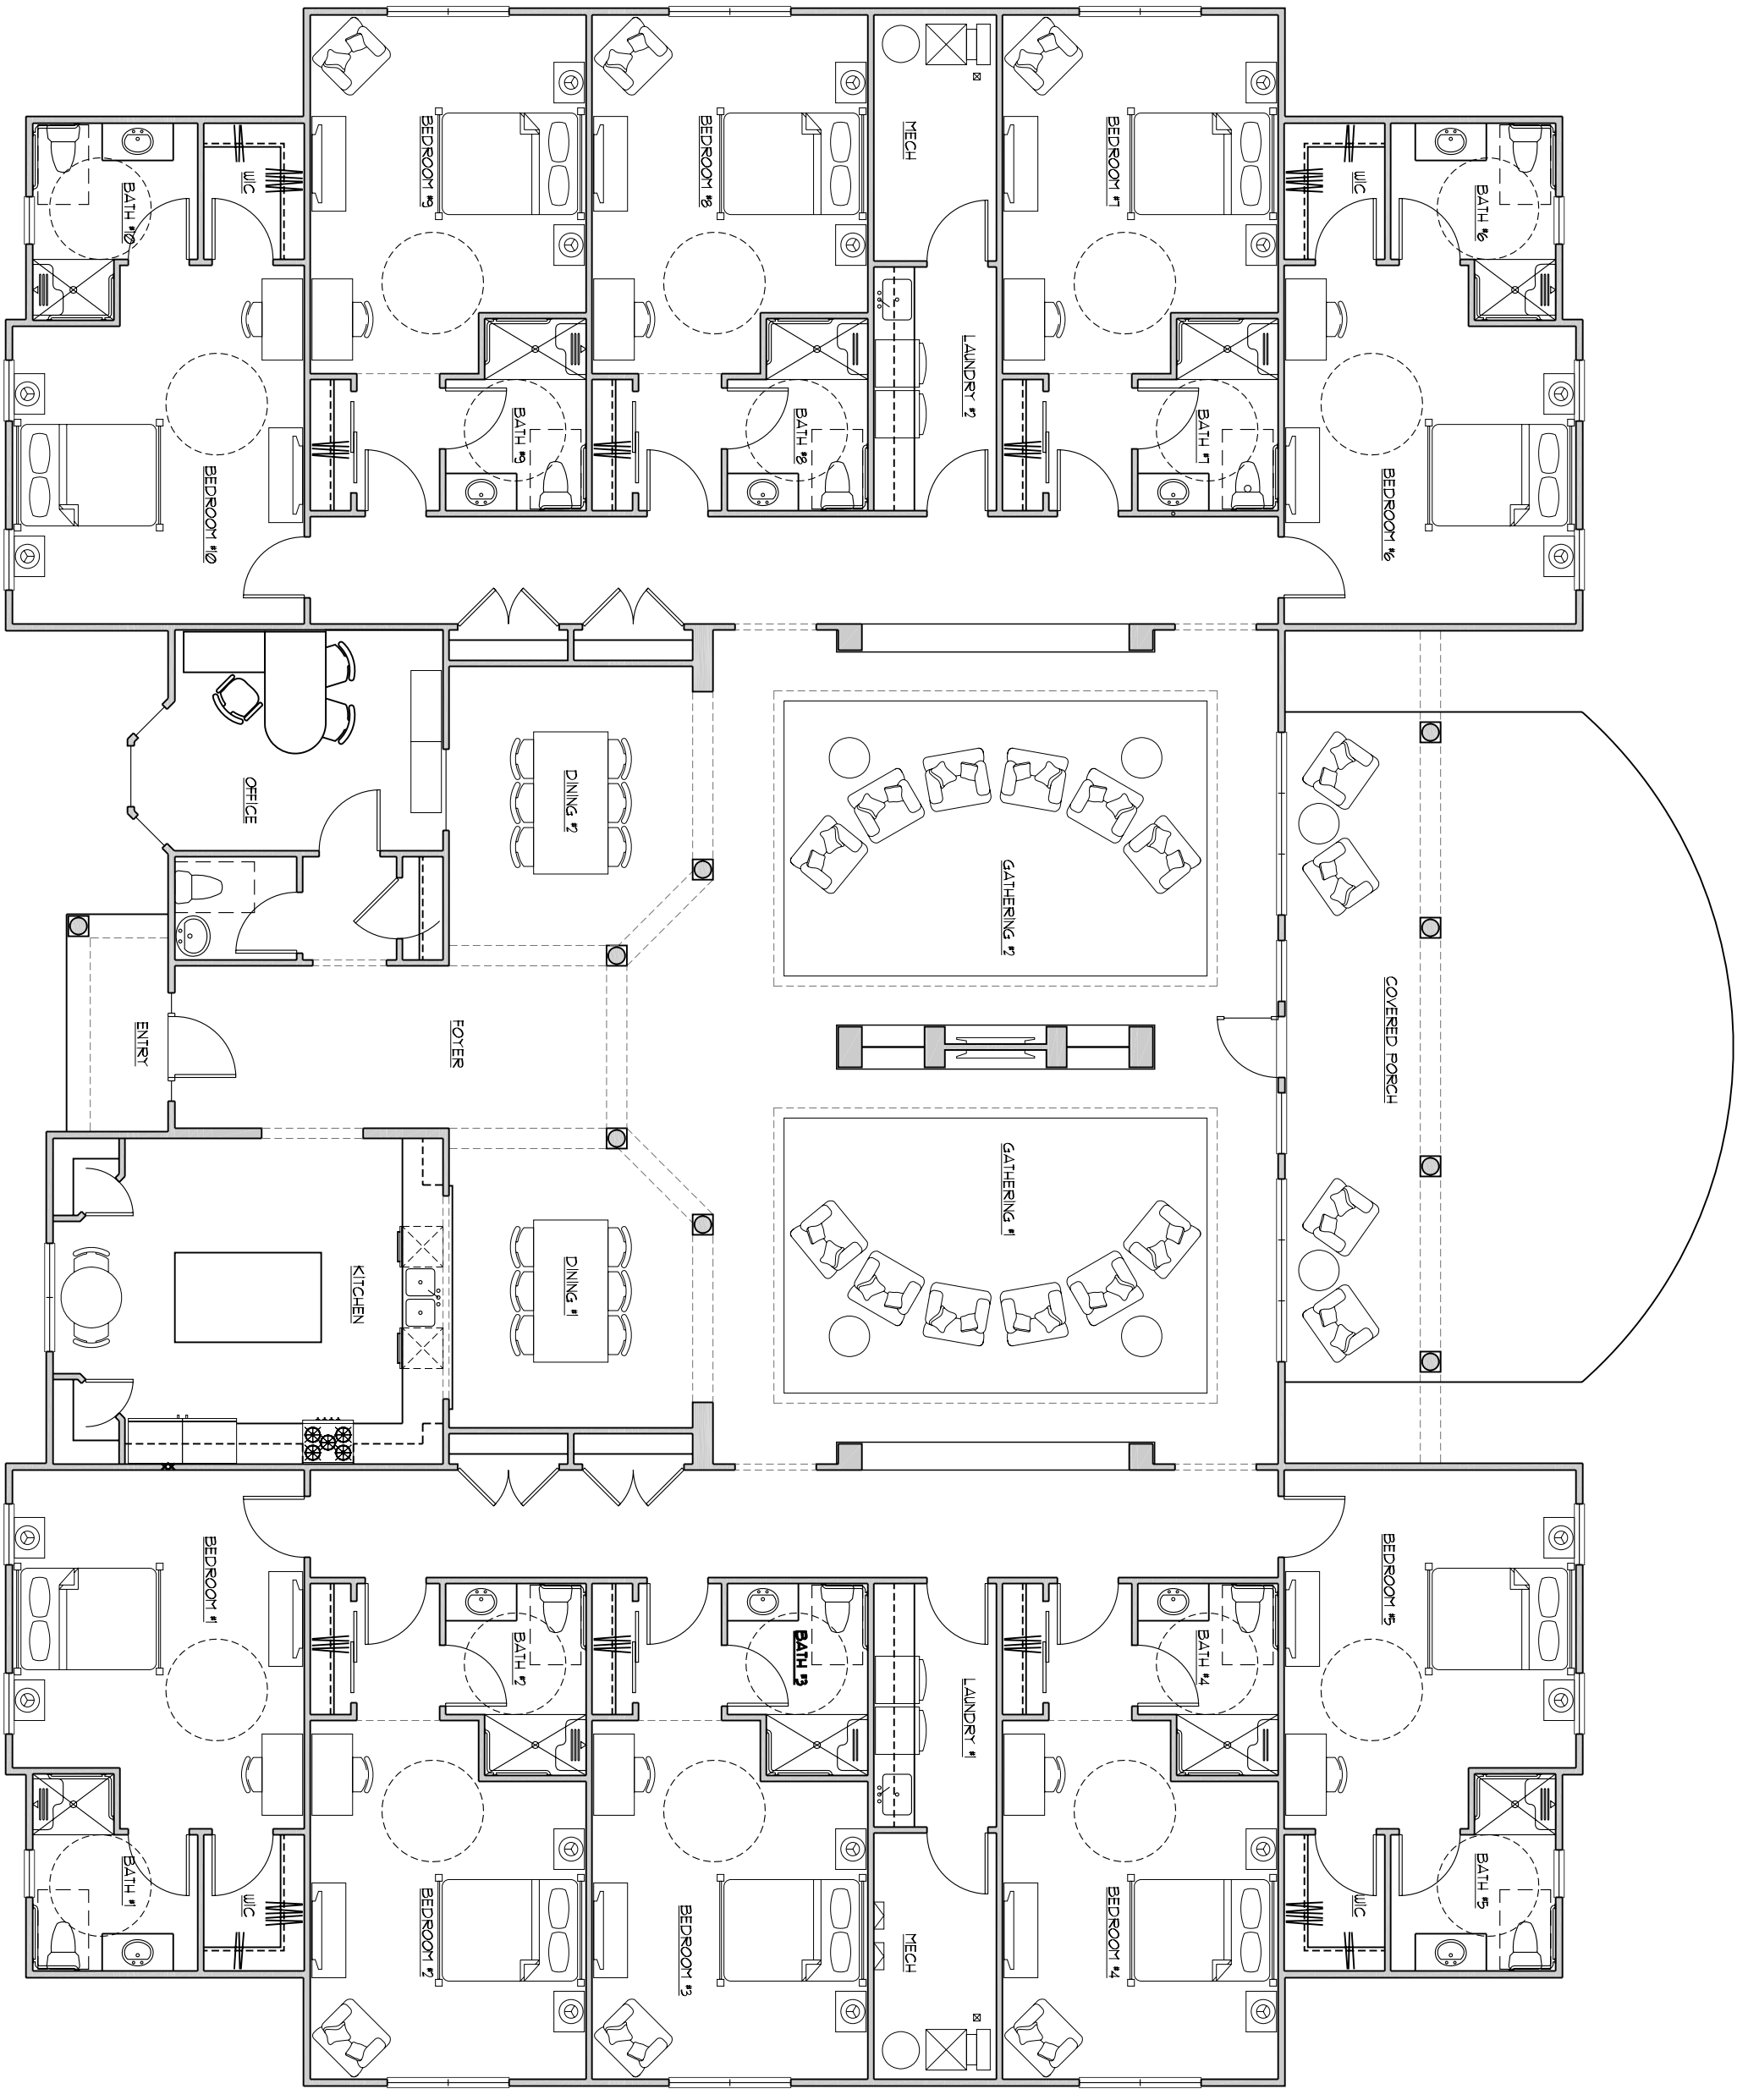 BEDROOM #9
BEDROOM #8
MECH
BEDROOM #7
BATH #10
WIC
WIC
BATH #6
LAUNDRY #2
BATH #9
BATH #8
BATH #7
BEDROOM #10
BEDROOM #6
OFFICE
DINING #2
GATHERING #2
COVERED PORCH
ENTRY
FOYER
GATHERING #1
KITCHEN
DINING #1
BEDROOM #1
BEDROOM #5
BATH #2
BATH #3
BATH #4
LAUNDRY #1
BATH #1
WIC
WIC
BATH #5
BEDROOM #2
BEDROOM #3
MECH
BEDROOM #4